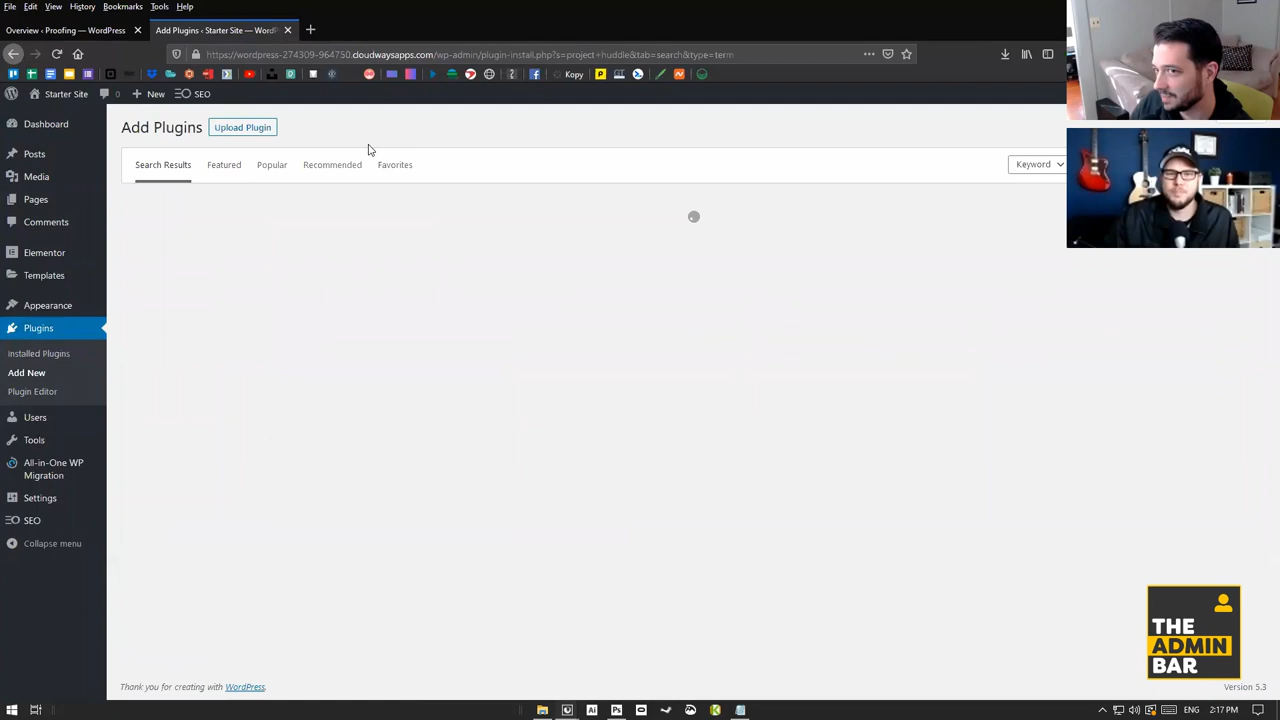 File Edit View History Bookmarks Tools Help
Overview ‹ Proofing — WordPress
Add Plugins ‹ Starter Site — WordP
https://wordpress-274309-964750.cloudwaysapps.com/wp-admin/plugin-install.php?s=project+huddle&tab=search&type=term
Kopy
Starter Site 0 New SEO
Dashboard
Posts
Media
Pages
Comments
Elementor
Templates
Appearance
Plugins
Installed Plugins
Add New
Plugin Editor
Users
Tools
All-in-One WP
Migration
Settings
SEO
Collapse menu
Add Plugins Upload Plugin
Search Results Featured Popular Recommended Favorites
Keyword
THE
ADMIN
BAR
Thank you for creating with WordPress.
Version 5.3
Ai Ps
ENG 2:17 PM